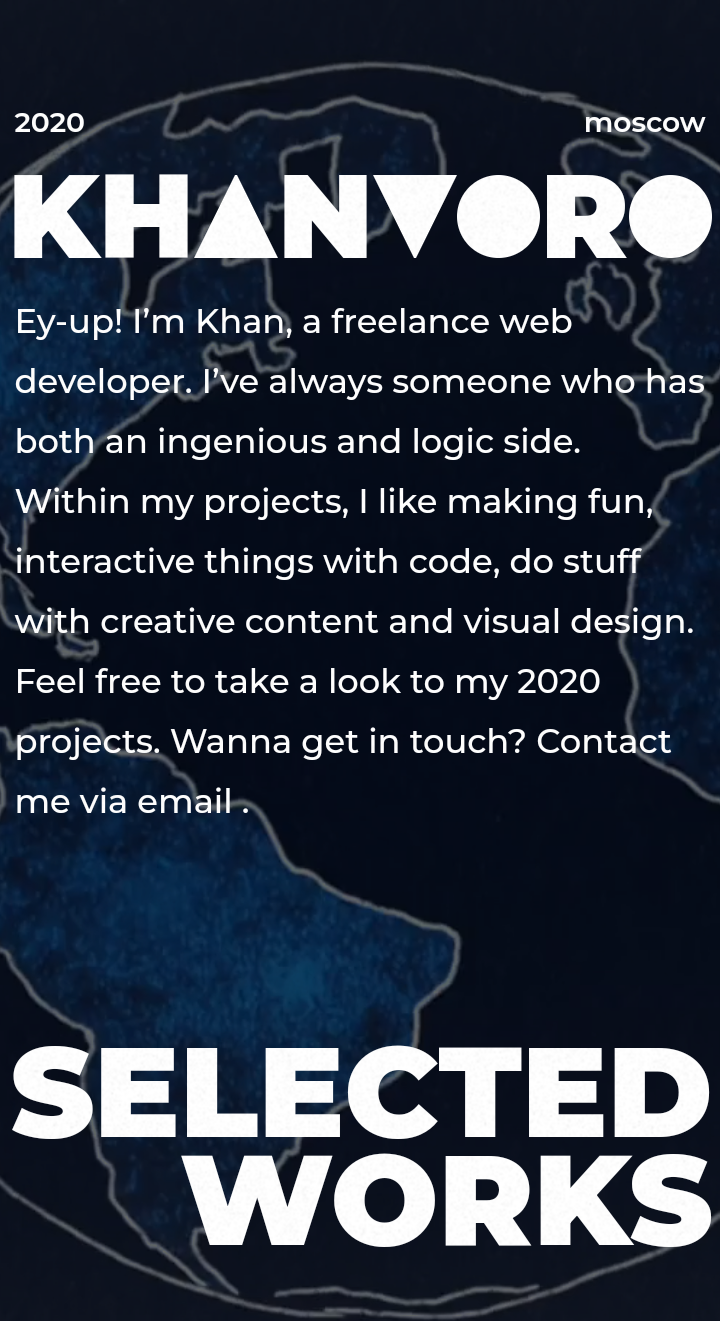 2020 moscow
KHANVORO
Ey-up! I’m Khan, a freelance web
developer. I’ve always someone who has
both an ingenious and logic side.
Within my projects, I like making fun,
interactive things with code, do stuff
with creative content and visual design.
Feel free to take a look to my 2020
projects. Wanna get in touch? Contact
me via email .
SELECTED
WORKS